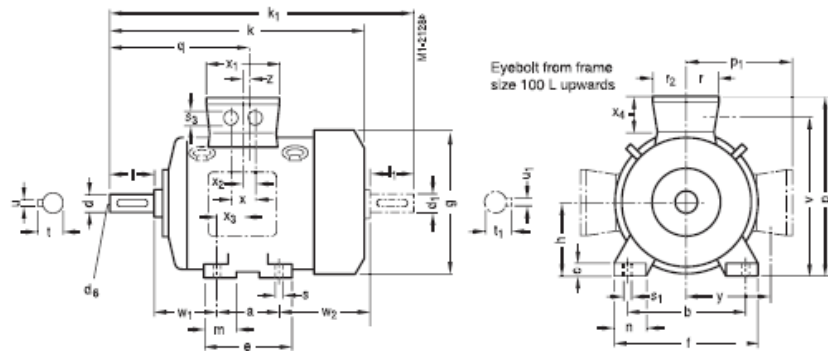 k₁
k
q
x₁
z
M1-2128a
s₃
l
x₂
x
x₃
l₁
u
d
t
d₆
d₁
g
w₁
a
s
w₂
m
e
Eyebolt from frame
size 100 L upwards
p₁
r₂
r
x₄
u₁
t₁
h
c
v
p
s₁
y
b
n
f